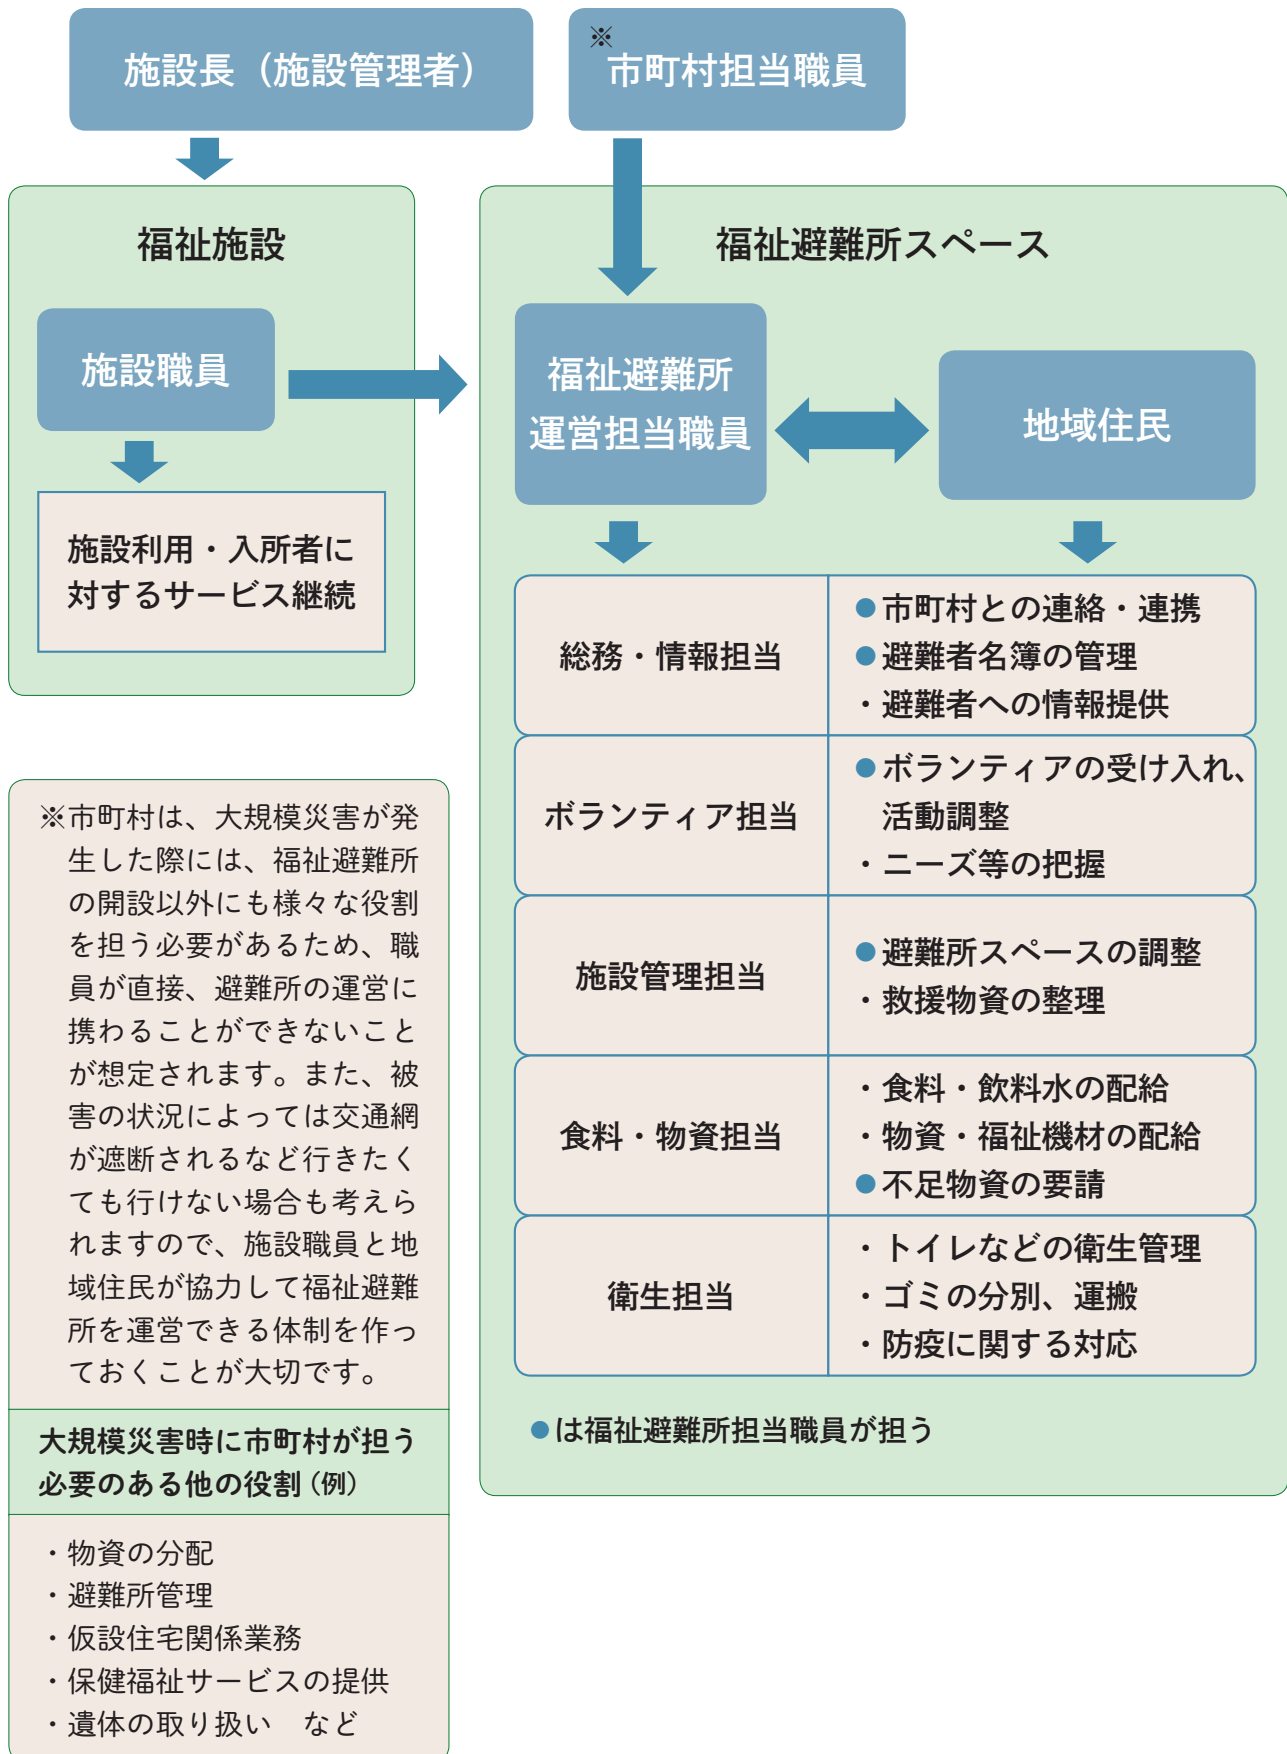 施設長（施設管理者）
※
市町村担当職員
福祉施設
施設職員
施設利用・入所者に
対するサービス継続
福祉避難所スペース
福祉避難所
運営担当職員
地域住民
総務・情報担当
●市町村との連絡・連携
●避難者名簿の管理
・避難者への情報提供
ボランティア担当
●ボランティアの受け入れ、
活動調整
・ニーズ等の把握
施設管理担当
●避難所スペースの調整
・救援物資の整理
食料・物資担当
・食料・飲料水の配給
・物資・福祉機材の配給
●不足物資の要請
衛生担当
・トイレなどの衛生管理
・ゴミの分別、運搬
・防疫に関する対応
●は福祉避難所担当職員が担う
※市町村は、大規模災害が発
生した際には、福祉避難所
の開設以外にも様々な役割
を担う必要があるため、職
員が直接、避難所の運営に
携わることができないこと
が想定されます。また、被
害の状況によっては交通網
が遮断されるなど行きたく
ても行けない場合も考えら
れますので、施設職員と地
域住民が協力して福祉避難
所を運営できる体制を作っ
ておくことが大切です。
大規模災害時に市町村が担う
必要のある他の役割（例）
・物資の分配
・避難所管理
・仮設住宅関係業務
・保健福祉サービスの提供
・遺体の取り扱い　など